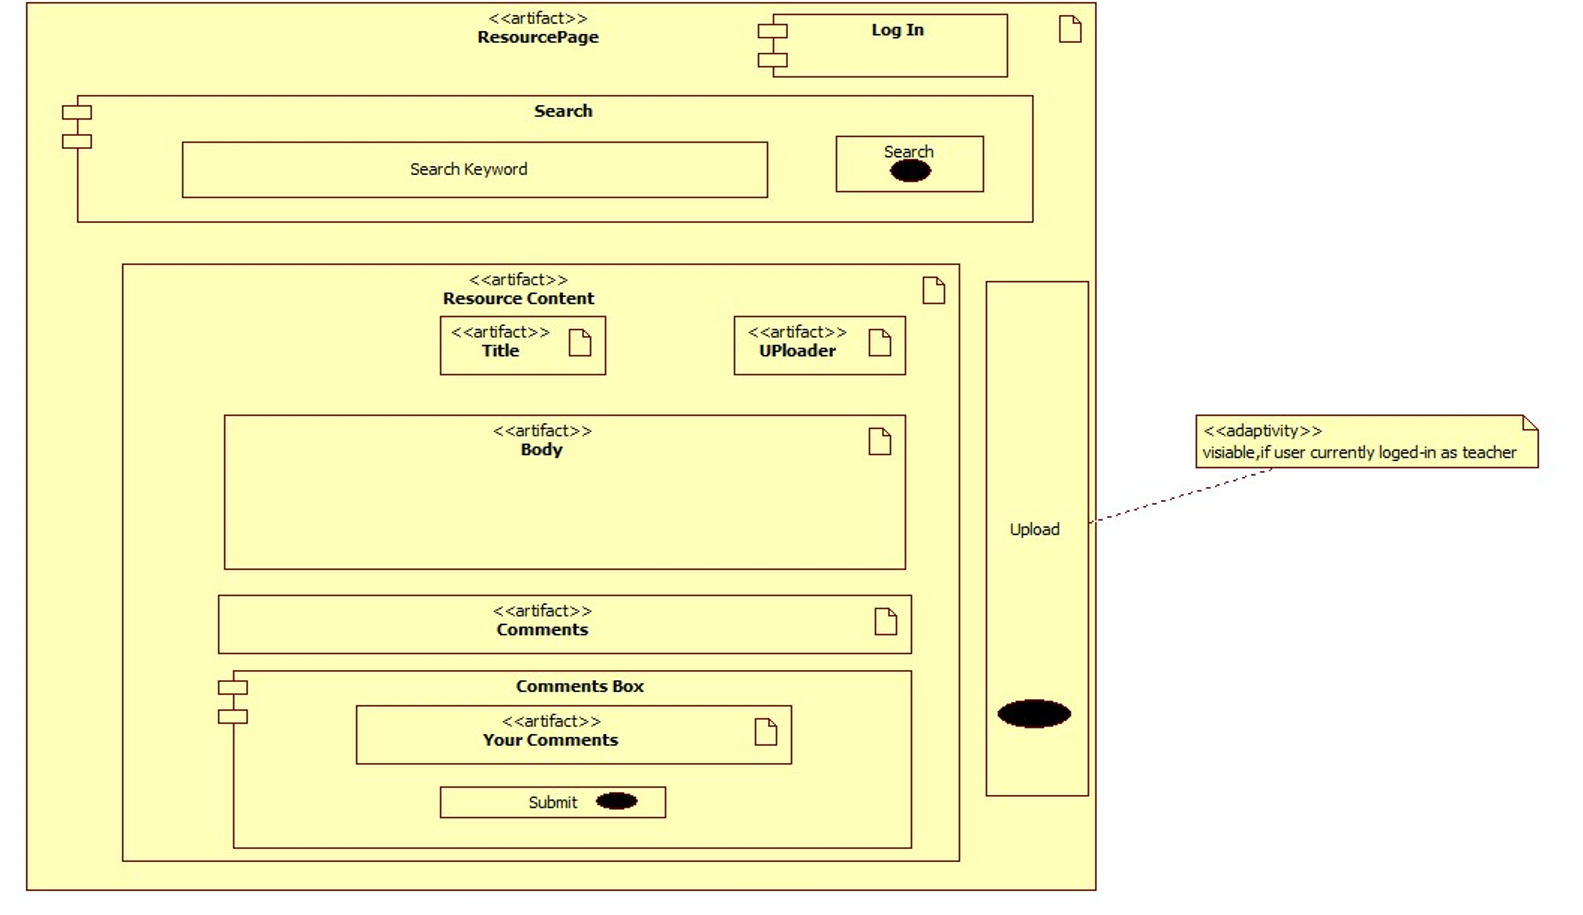 <<artifact>>
ResourcePage
Log In
Search
Search Keyword
Search
<<artifact>>
Resource Content
<<artifact>>
Title
<<artifact>>
UPloader
<<artifact>>
Body
<<adaptivity>>
visiable,if user currently loged-in as teacher
Upload
<<artifact>>
Comments
Comments Box
<<artifact>>
Your Comments
Submit